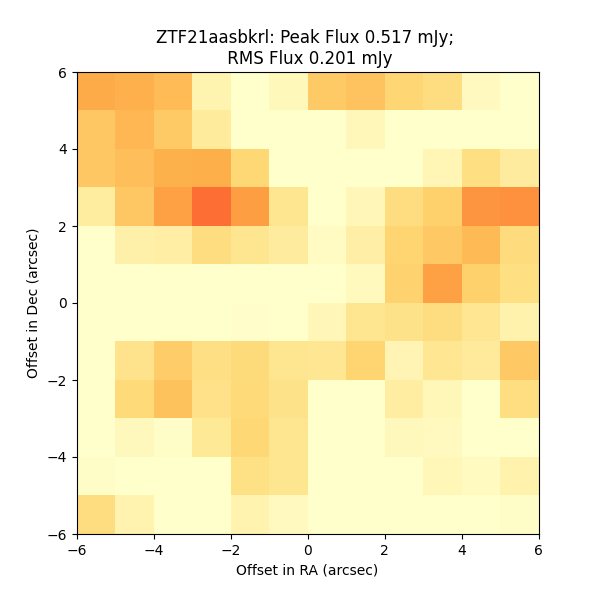 ZTF21aasbkrl: Peak Flux 0.517 mJy;
RMS Flux 0.201 mJy
6
4
2
0
−2
−4
−6
Offset in Dec (arcsec)
−6 −4 −2 0 2 4 6
Offset in RA (arcsec)